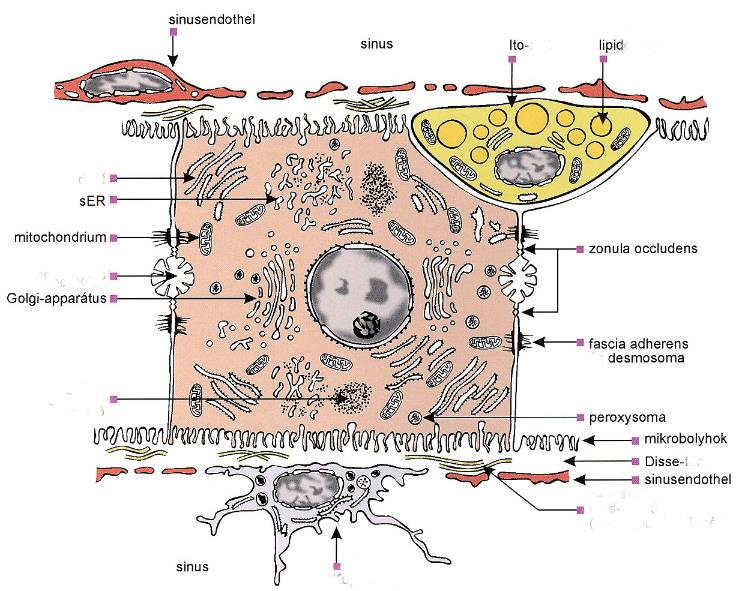 sinusendothel
sinus
Ito-
lipid
sER
mitochondrium
zonula occludens
Golgi-apparátus
fascia adherens
desmosoma
peroxysoma
mikrobolyhok
Disse-
sinusendothel
sinus